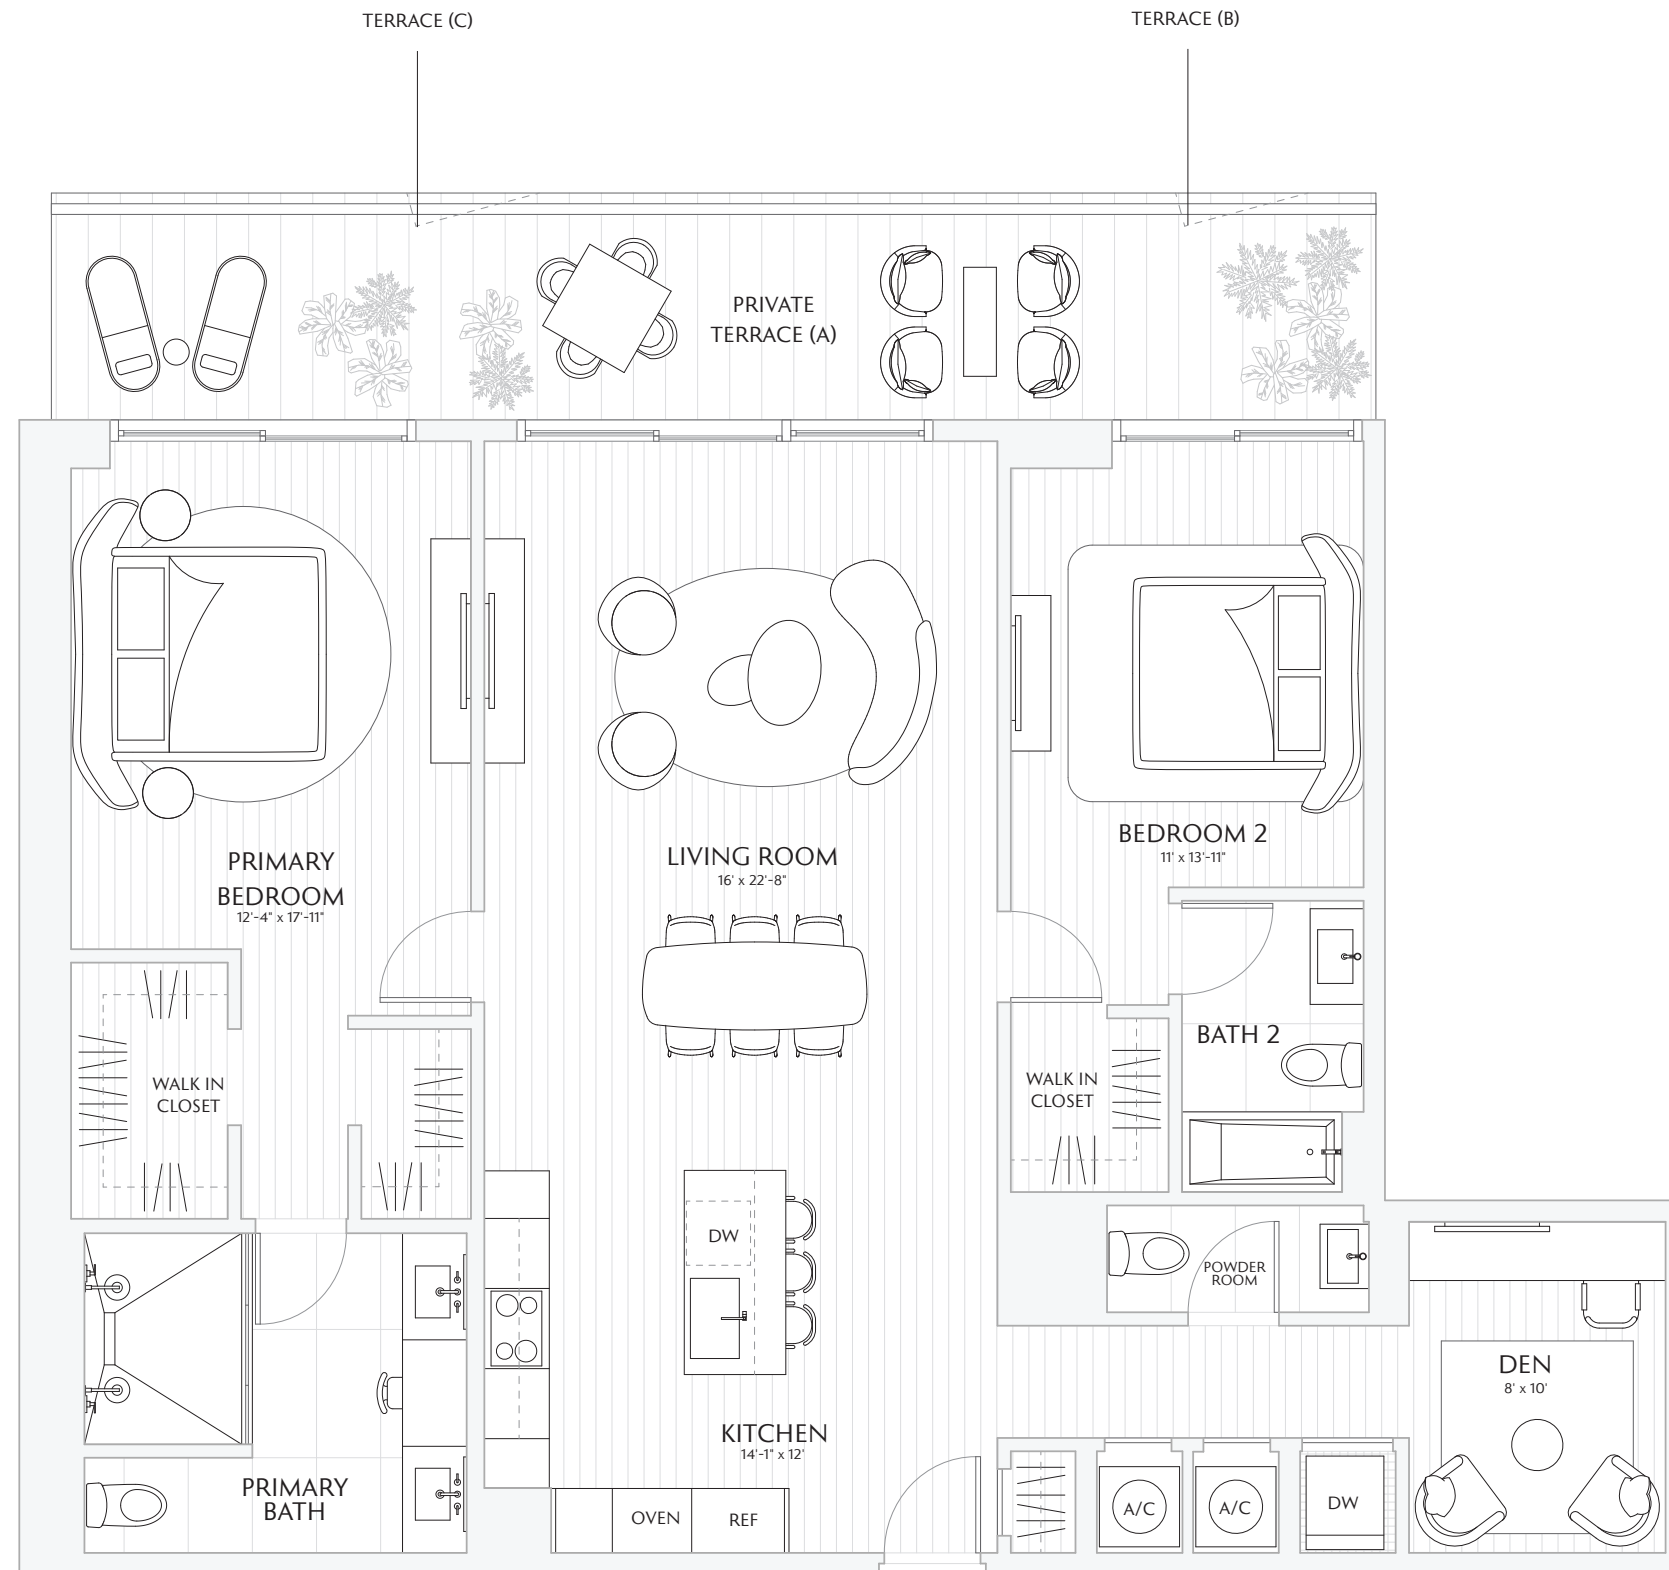 TERRACE (C)
TERRACE (B)
PRIVATE
TERRACE (A)
PRIMARY
BEDROOM
12'-4" x 17'-11"
LIVING ROOM
16' x 22'-8"
BEDROOM 2
11' x 13'-11"
BATH 2
WALK IN
CLOSET
WALK IN
CLOSET
DW
POWDER
ROOM
DEN
8' x 10'
KITCHEN
14'-1" x 12'
PRIMARY
BATH
OVEN
REF
A/C
A/C
DW